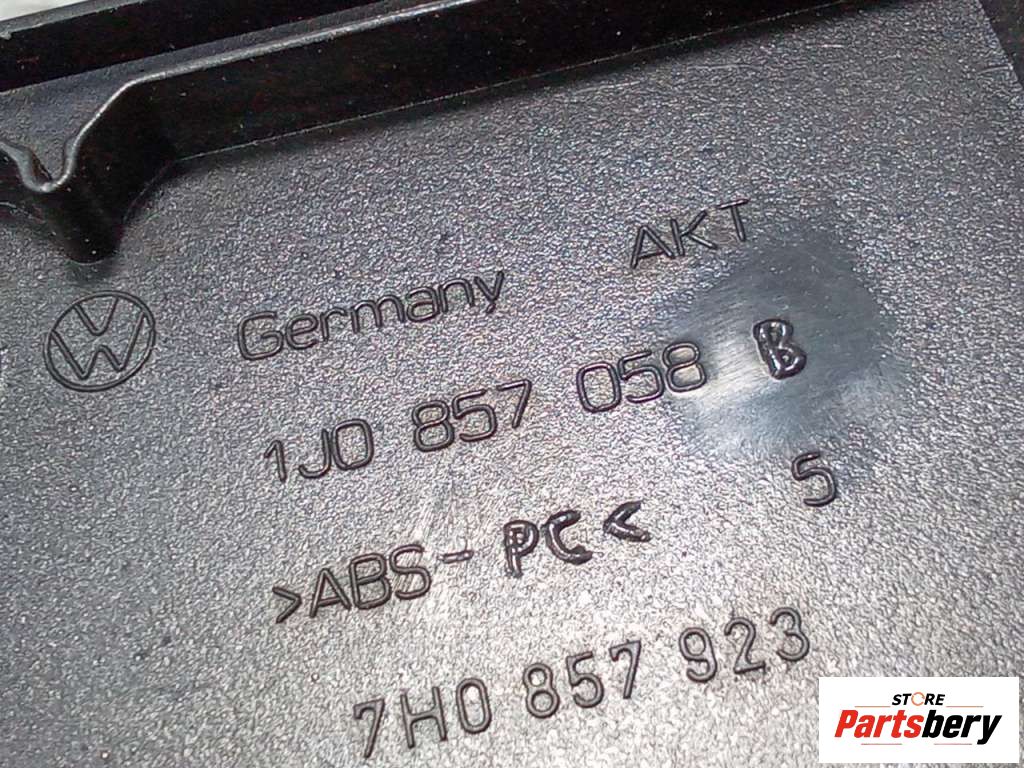 Germany AKT
1J0 857 058 B
>ABS-PC<
5
7H0 857 923
STORE
Partsbery